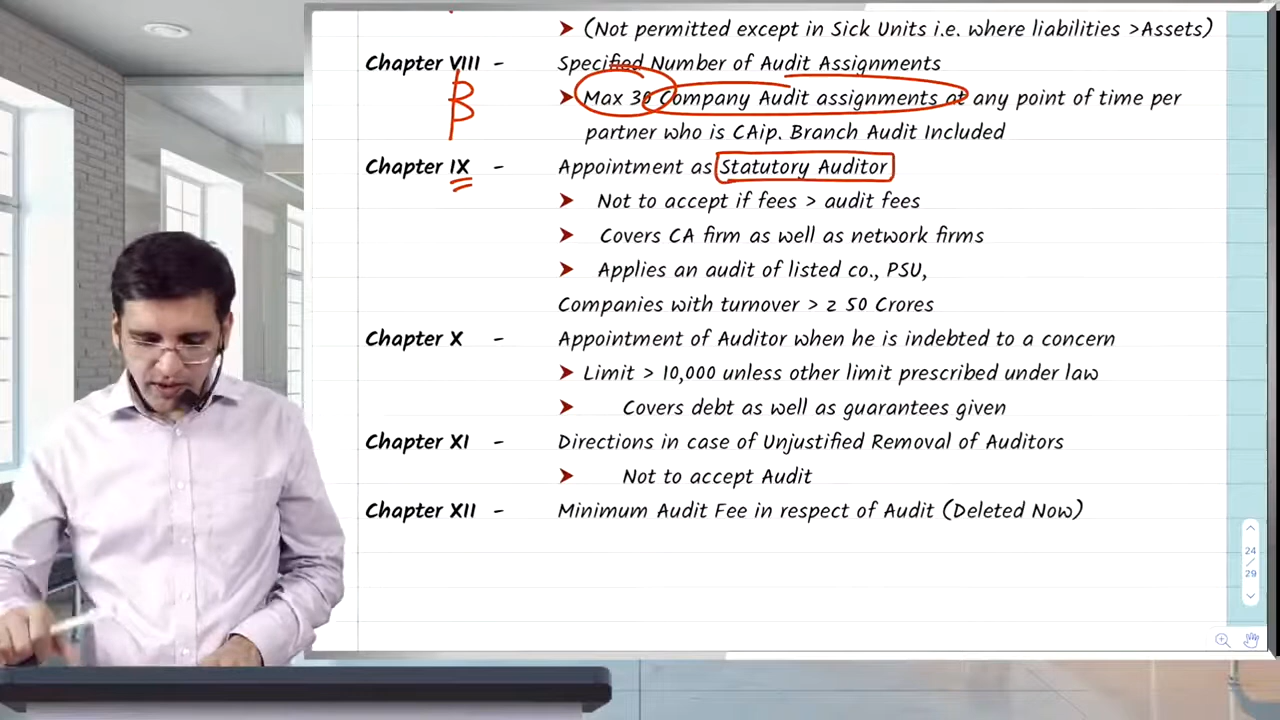 ➤ (Not permitted except in Sick Units i.e. where liabilities >Assets)
Chapter VIII - Specified Number of Audit Assignments
➤ Max 30 Company Audit assignments at any point of time per
partner who is CAip. Branch Audit Included
Chapter IX - Appointment as Statutory Auditor
➤ Not to accept if fees > audit fees
➤ Covers CA firm as well as network firms
➤ Applies an audit of listed co., PSU,
Companies with turnover > ₹ 50 Crores
Chapter X - Appointment of Auditor when he is indebted to a concern
➤ Limit > 10,000 unless other limit prescribed under law
➤ Covers debt as well as guarantees given
Chapter XI - Directions in case of Unjustified Removal of Auditors
➤ Not to accept Audit
Chapter XII - Minimum Audit Fee in respect of Audit (Deleted Now)
24
/
29